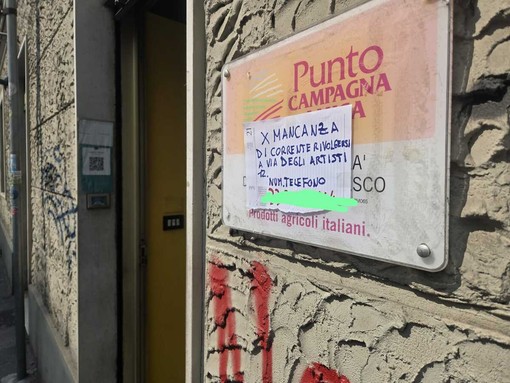 Punto
CAMPAGNA
X MANCANZA
DI CORRENTE RIVOLGERSI
A VIA DEGLI ARTISTI
12.
NUM. TELEFONO
SCO
Prodotti agricoli italiani.